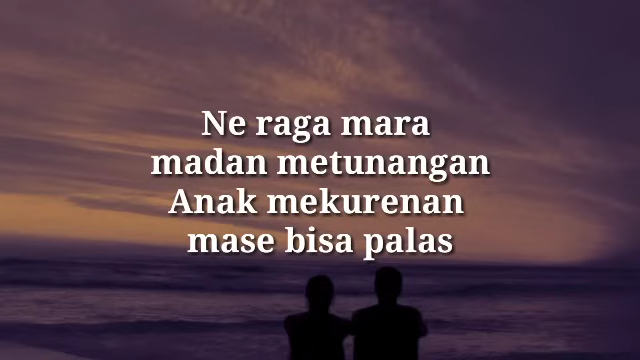 Ne raga mara
madan metunangan
Anak mekurenan
mase bisa palas